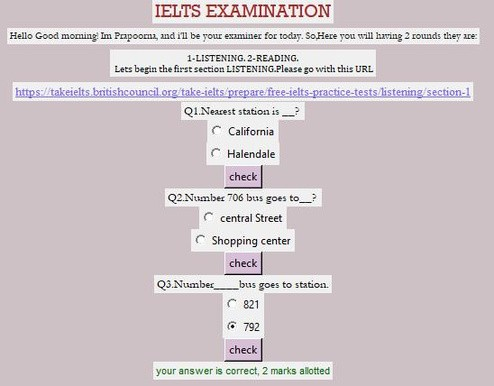 IELTS EXAMINATION
Hello Good morning! Im Prapoorna, and i'll be your examiner for today. So,Here you will having 2 rounds they are:
1-LISTENING. 2-READING.
Lets begin the first section LISTENING.Please go with this URL
https://takeielts.britishcouncil.org/take-ielts/prepare/free-ielts-practice-tests/listening/section-1
Q1.Nearest station is __?
California
Halendale
check
Q2.Number 706 bus goes to__?
central Street
Shopping center
check
Q3.Number____bus goes to station.
821
792
check
your answer is correct, 2 marks allotted